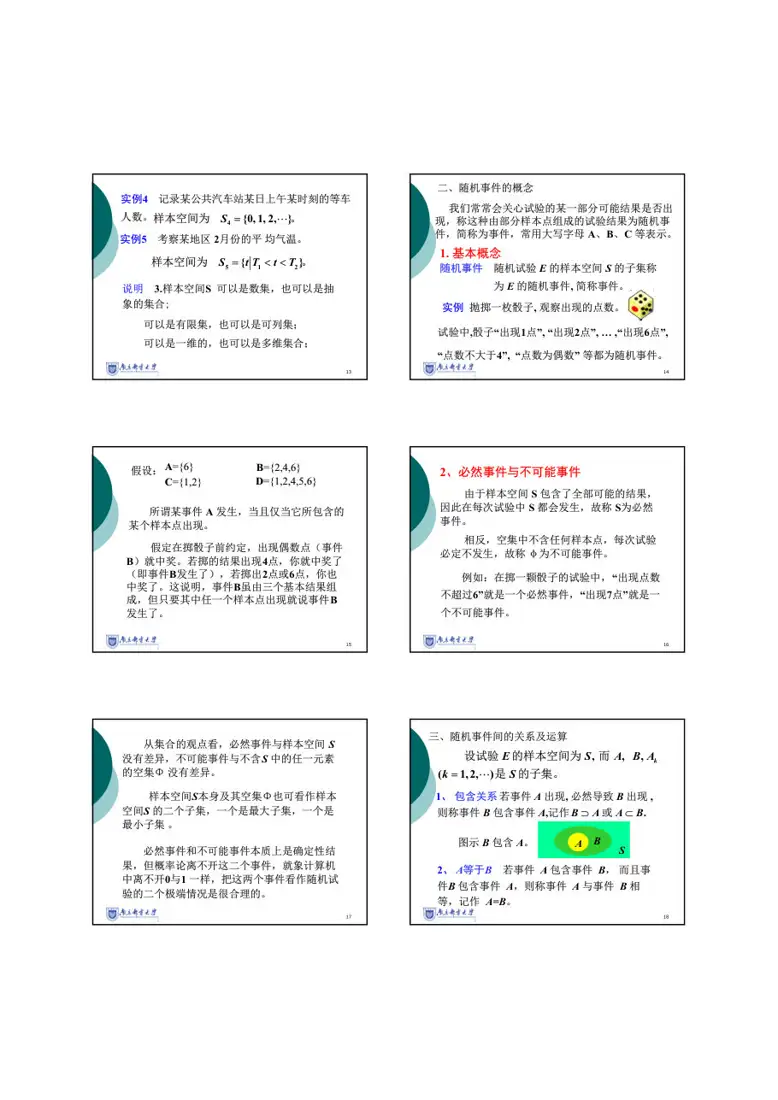 实例4 记录某公共汽车站某日上午某时刻的等车
人数。样本空间为 S₄ = {0, 1, 2, ⋯}。
实例5 考察某地区 2月份的平 均气温。
样本空间为 S₅ = {t | T₁ < t < T₂}。
说明 3.样本空间S 可以是数集，也可以是抽
象的集合；
可以是有限集，也可以是可列集；
可以是一维的，也可以是多维集合；
13
二、随机事件的概念
我们常常会关心试验的某一部分可能结果是否出
现，称这种由部分样本点组成的试验结果为随机事
件，简称为事件，常用大写字母 A、B、C 等表示。
1. 基本概念
随机事件 随机试验 E 的样本空间 S 的子集称
为 E 的随机事件, 简称事件。
实例 抛掷一枚骰子, 观察出现的点数。
试验中,骰子“出现1点”, “出现2点”, … ,“出现6点”,
“点数不大于4”, “点数为偶数” 等都为随机事件。
14
假设： A={6} B={2,4,6}
C={1,2} D={1,2,4,5,6}
所谓某事件 A 发生，当且仅当它所包含的
某个样本点出现。
假定在掷骰子前约定，出现偶数点（事件
B）就中奖。若掷的结果出现4点，你就中奖了
（即事件B发生了），若掷出2点或6点，你也
中奖了。这说明，事件B虽由三个基本结果组
成，但只要其中任一个样本点出现就说事件B
发生了。
15
2、必然事件与不可能事件
由于样本空间 S 包含了全部可能的结果，
因此在每次试验中 S 都会发生，故称 S为必然
事件。
相反，空集中不含任何样本点，每次试验
必定不发生，故称 φ 为不可能事件。
例如：在掷一颗骰子的试验中，“出现点数
不超过6”就是一个必然事件，“出现7点”就是一
个不可能事件。
16
从集合的观点看，必然事件与样本空间 S
没有差异，不可能事件与不含S 中的任一元素
的空集Φ 没有差异。
样本空间S本身及其空集Φ也可看作样本
空间S 的二个子集，一个是最大子集，一个是
最小子集 。
必然事件和不可能事件本质上是确定性结
果，但概率论离不开这二个事件，就象计算机
中离不开0与1 一样，把这两个事件看作随机试
验的二个极端情况是很合理的。
17
三、随机事件间的关系及运算
设试验 E 的样本空间为 S, 而 A, B, Aₖ
(k = 1, 2, ⋯)是 S 的子集。
1、 包含关系 若事件 A 出现, 必然导致 B 出现 ,
则称事件 B 包含事件 A,记作 B ⊃ A 或 A ⊂ B.
图示 B 包含 A。 A B S
2、 A等于B 若事件 A 包含事件 B， 而且事
件B 包含事件 A，则称事件 A 与事件 B 相
等，记作 A=B。
18